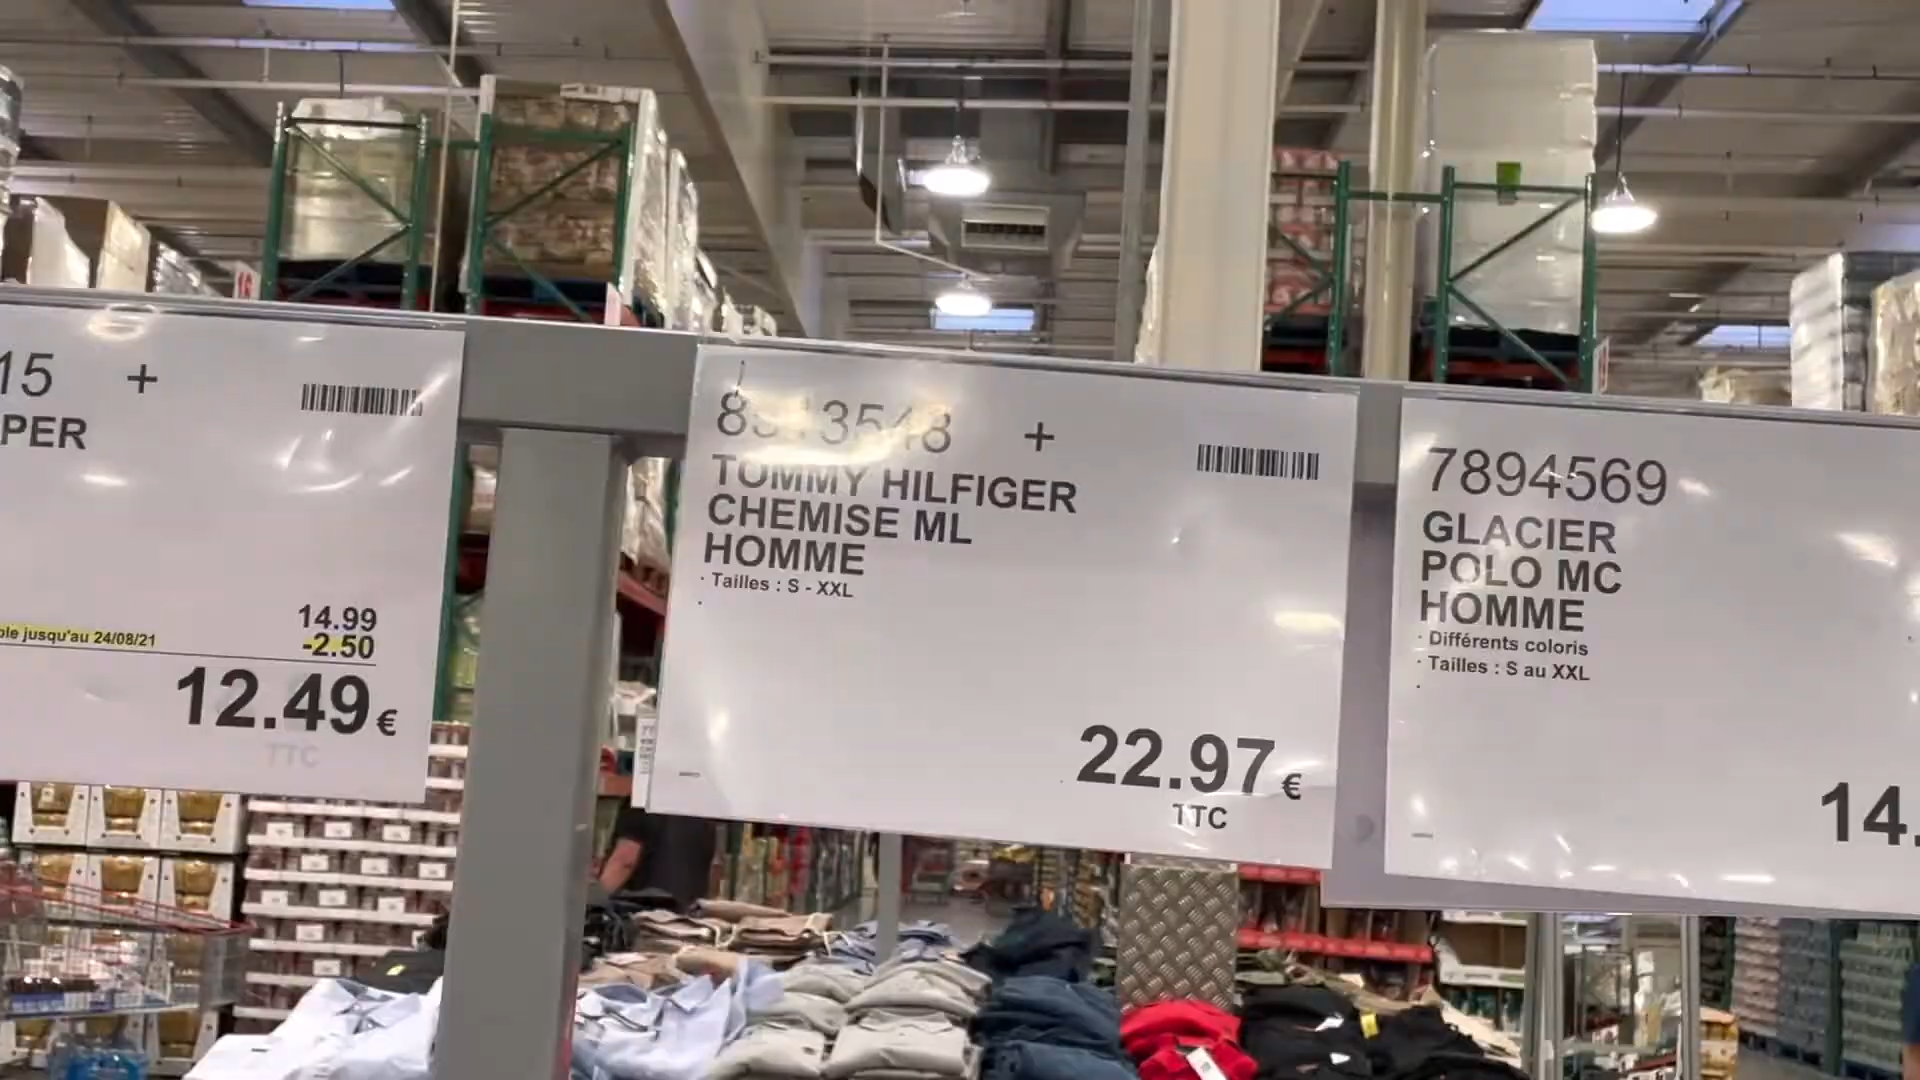 15 +
PER
14.99
jusqu'au 24/08/21
-2.50
12.49 €
TTC
+
TOMMY HILFIGER
CHEMISE ML
HOMME
· Tailles : S - XXL
22.97 €
TTC
7894569
GLACIER
POLO MC
HOMME
· Différents coloris
· Tailles : S au XXL
14.
16